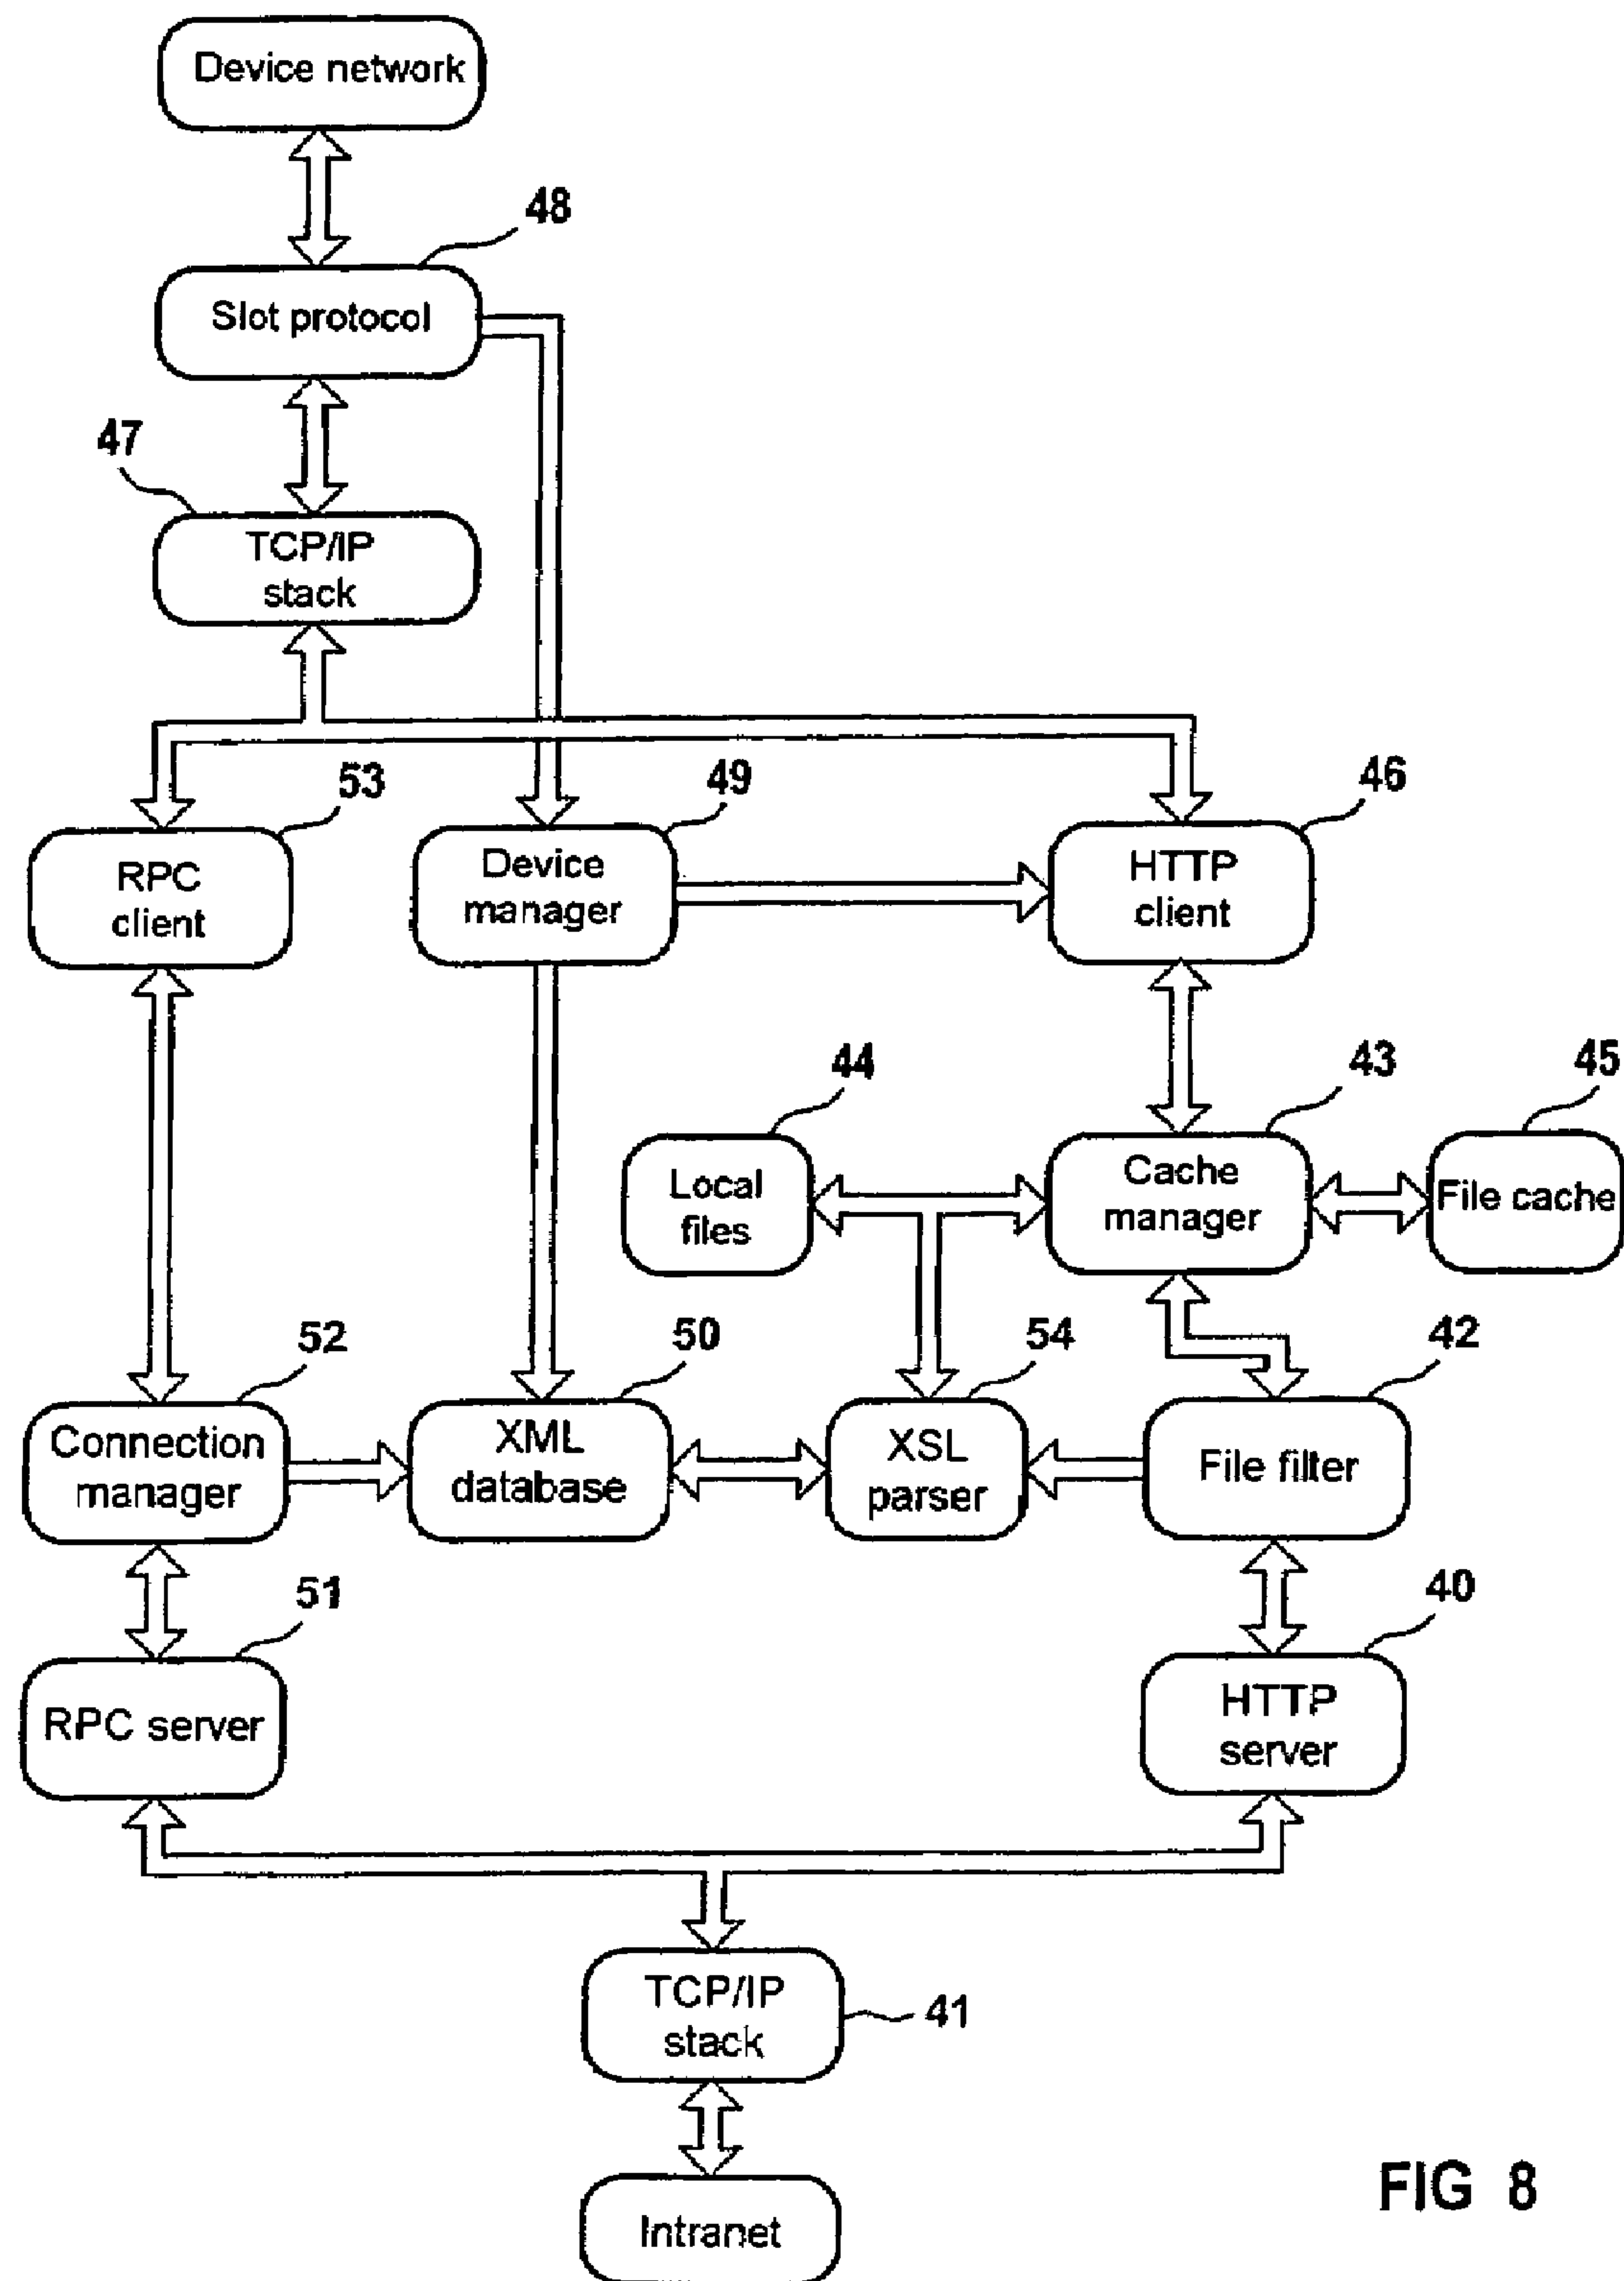 Device network
48
Slot protocol
47
TCP/IP
stack
53
49
46
RPC
client
Device
manager
HTTP
client
44
43
45
Local
files
Cache
manager
File cache
52
50
54
42
Connection
manager
XML
database
XSL
parser
File filter
51
40
RPC server
HTTP
server
TCP/IP
stack
41
Intranet
FIG 8